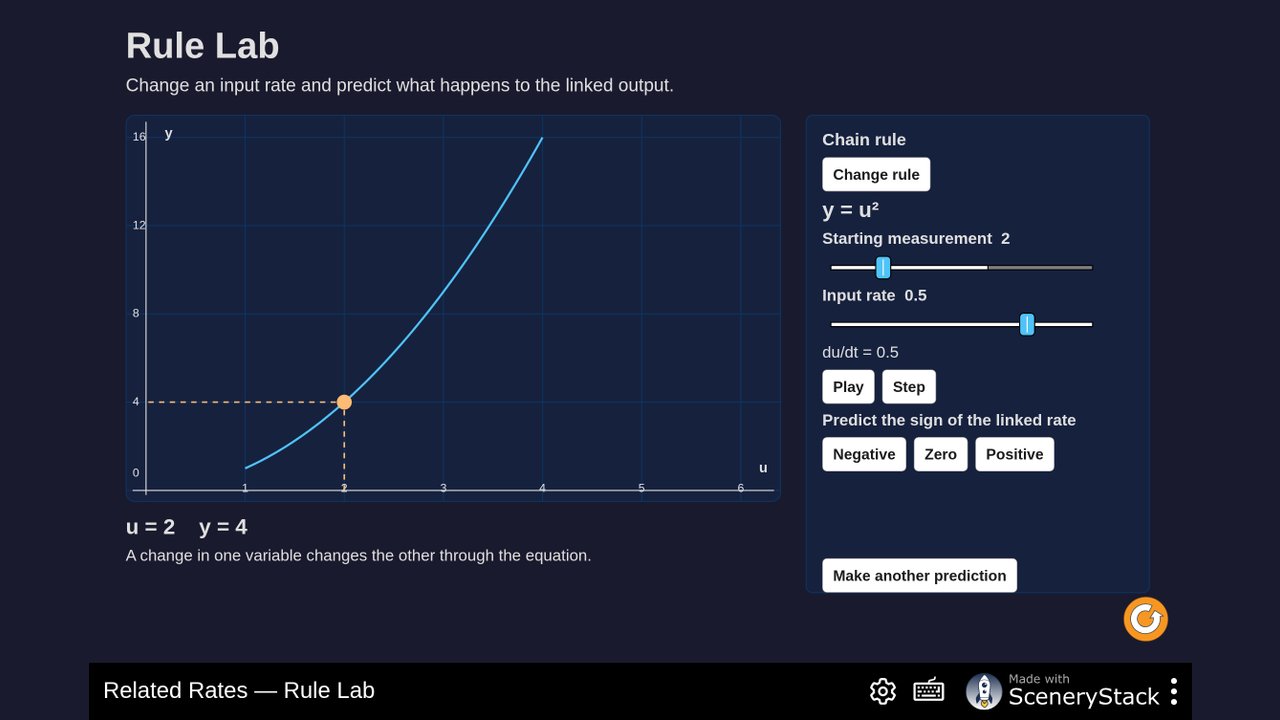 Rule Lab
Change an input rate and predict what happens to the linked output.
y
16
12
8
4
0
u
1 2 3 4 5 6
u = 2 y = 4
A change in one variable changes the other through the equation.
Chain rule
Change rule
y = u²
Starting measurement 2
Input rate 0.5
du/dt = 0.5
Play Step
Predict the sign of the linked rate
Negative Zero Positive
Make another prediction
Related Rates — Rule Lab
Made with
SceneryStack